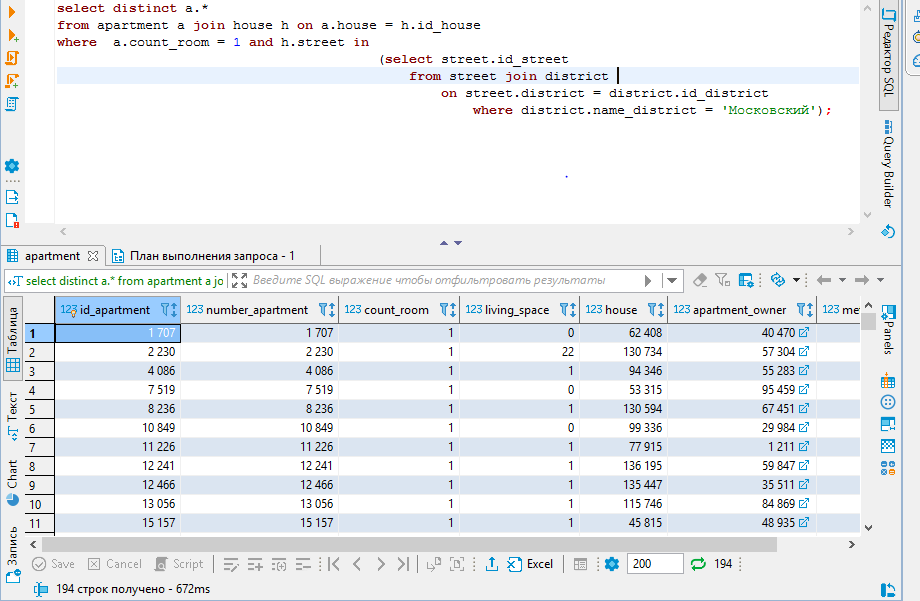 select distinct a.*
from apartment a join house h on a.house = h.id_house
where  a.count_room = 1 and h.street in
(select street.id_street
from street join district
on street.district = district.id_district
where district.name_district = 'Московский');
Редактор SQL
Query Builder
apartment
План выполнения запроса - 1
select distinct a.* from apartment a jo
Введите SQL выражение чтобы отфильтровать результаты
Таблица
Текст
Chart
Запись
Panels
123 id_apartment 123 number_apartment 123 count_room 123 living_space 123 house 123 apartment_owner 123 me
1 1 707 1 707 1 0 62 408 40 470
2 2 230 2 230 1 22 130 734 57 304
3 4 086 4 086 1 1 94 346 55 283
4 7 519 7 519 1 0 53 315 95 459
5 8 236 8 236 1 1 130 594 67 451
6 10 849 10 849 1 0 99 336 29 984
7 11 226 11 226 1 1 77 915 1 211
8 12 241 12 241 1 1 136 195 59 847
9 12 466 12 466 1 1 135 447 35 511
10 13 056 13 056 1 1 115 746 84 869
11 15 157 15 157 1 1 45 815 48 935
Save Cancel Script Excel 200 194
194 строк получено - 672ms